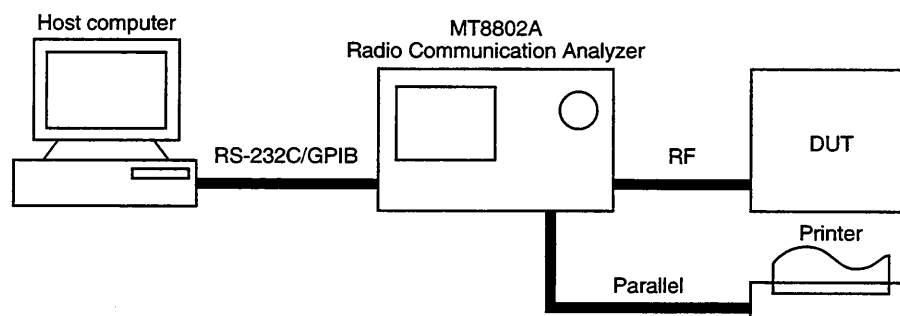 Host computer
MT8802A
Radio Communication Analyzer
RS-232C/GPIB
RF
DUT
Printer
Parallel